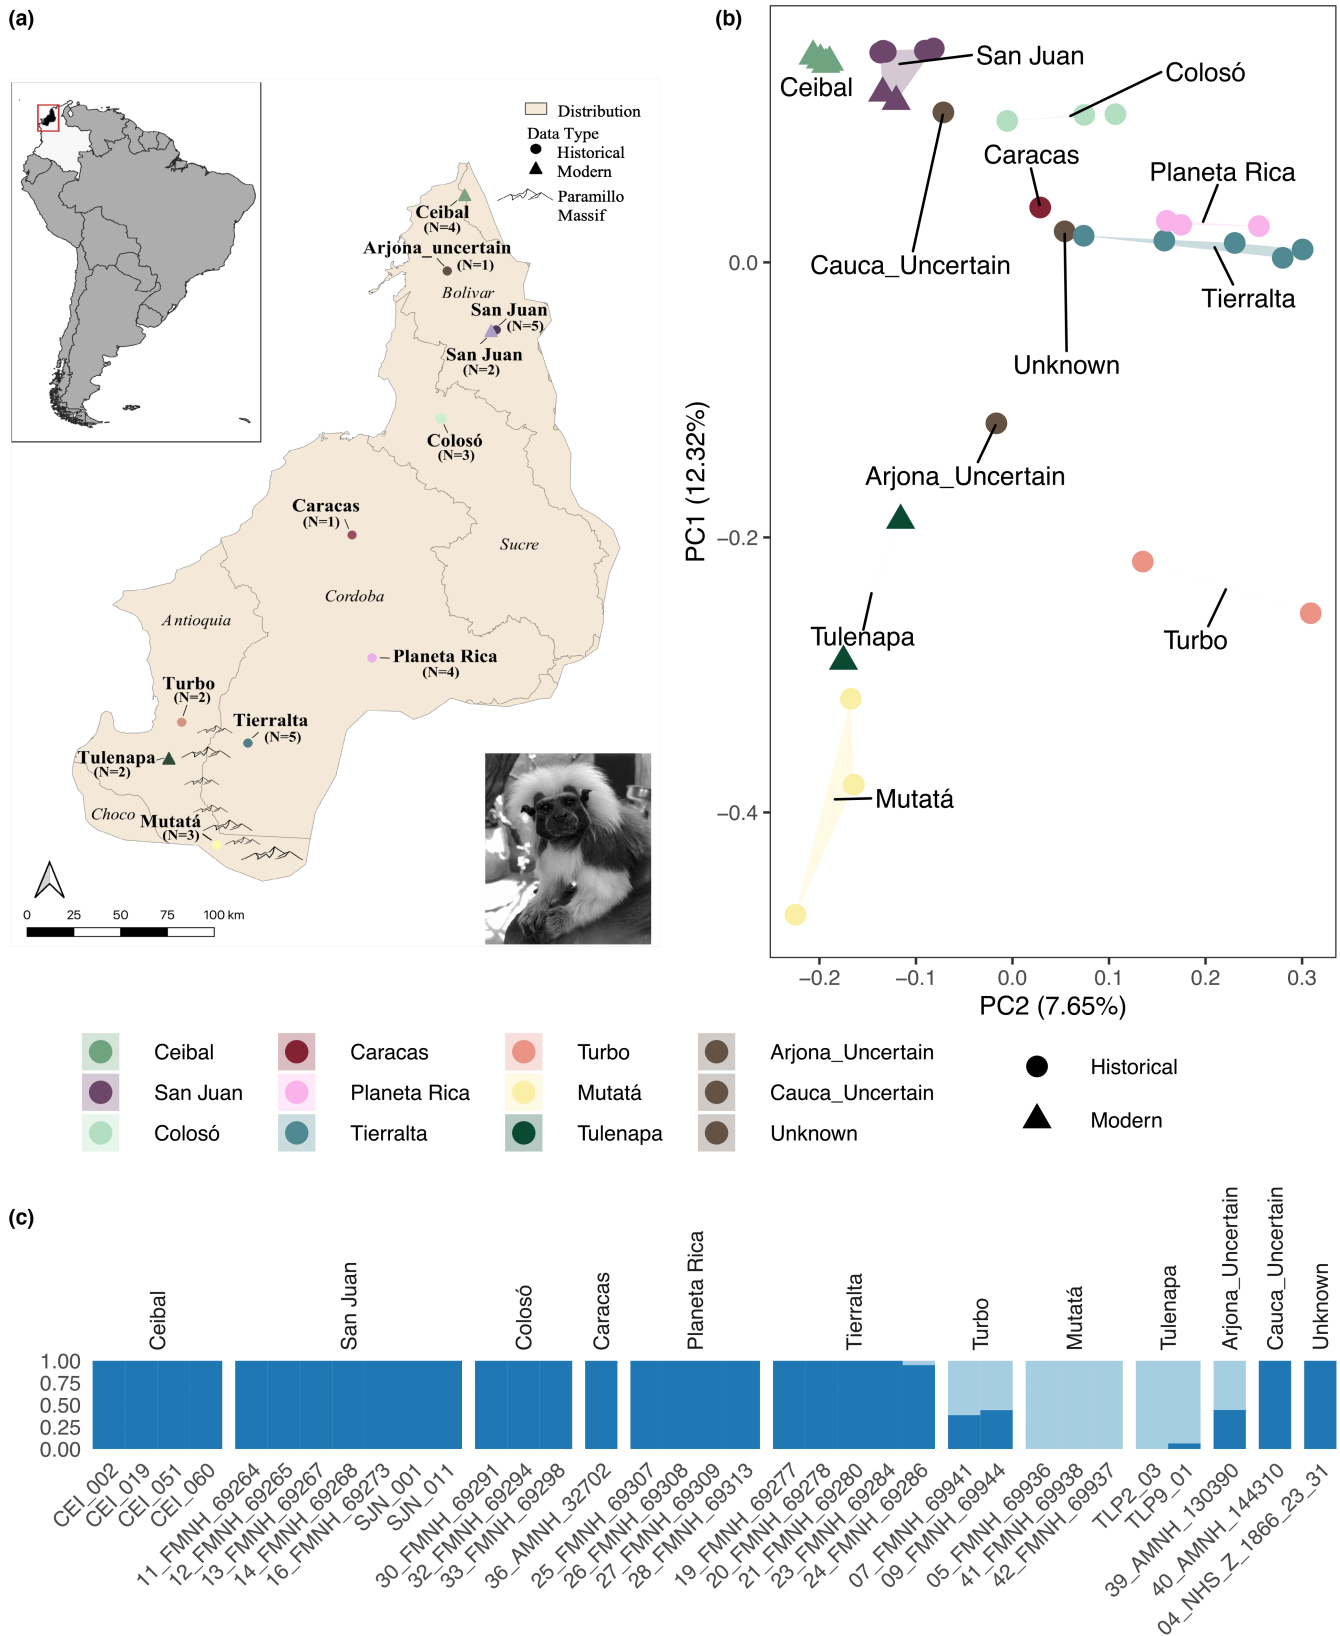 (a)
Distribution
Data Type
Historical
Modern
Paramillo
Massif
Ceibal
(N=4)
Arjona_uncertain
(N=1)
Bolivar
San Juan
(N=5)
San Juan
(N=2)
Colosó
(N=3)
Caracas
(N=1)
Sucre
Cordoba
Antioquia
Planeta Rica
(N=4)
Turbo
(N=2)
Tierralta
(N=5)
Tulenapa
(N=2)
Choco
Mutatá
(N=3)
0 25 50 75 100 km
(b)
San Juan
Colosó
Ceibal
Caracas
Planeta Rica
Cauca_Uncertain
Tierralta
Unknown
Arjona_Uncertain
Tulenapa
Turbo
Mutatá
PC1 (12.32%)
0.0
−0.2
−0.4
−0.2 −0.1 0.0 0.1 0.2 0.3
PC2 (7.65%)
Ceibal Caracas Turbo Arjona_Uncertain
San Juan Planeta Rica Mutatá Cauca_Uncertain
Colosó Tierralta Tulenapa Unknown
Historical
Modern
(c)
Ceibal
San Juan
Colosó
Caracas
Planeta Rica
Tierralta
Turbo
Mutatá
Tulenapa
Arjona_Uncertain
Cauca_Uncertain
Unknown
1.00
0.75
0.50
0.25
0.00
CEI_002
CEI_019
CEI_051
CEI_060
11_FMNH_69264
12_FMNH_69265
13_FMNH_69267
14_FMNH_69268
16_FMNH_69273
SJN_001
SJN_011
30_FMNH_69291
32_FMNH_69294
33_FMNH_69298
36_AMNH_32702
25_FMNH_69307
26_FMNH_69308
27_FMNH_69309
28_FMNH_69313
19_FMNH_69277
20_FMNH_69278
21_FMNH_69280
23_FMNH_69284
24_FMNH_69286
07_FMNH_69941
09_FMNH_69944
05_FMNH_69936
41_FMNH_69938
42_FMNH_69937
TLP2_03
TLP9_01
39_AMNH_130390
40_AMNH_144310
04_NHS_Z_1866_23_31